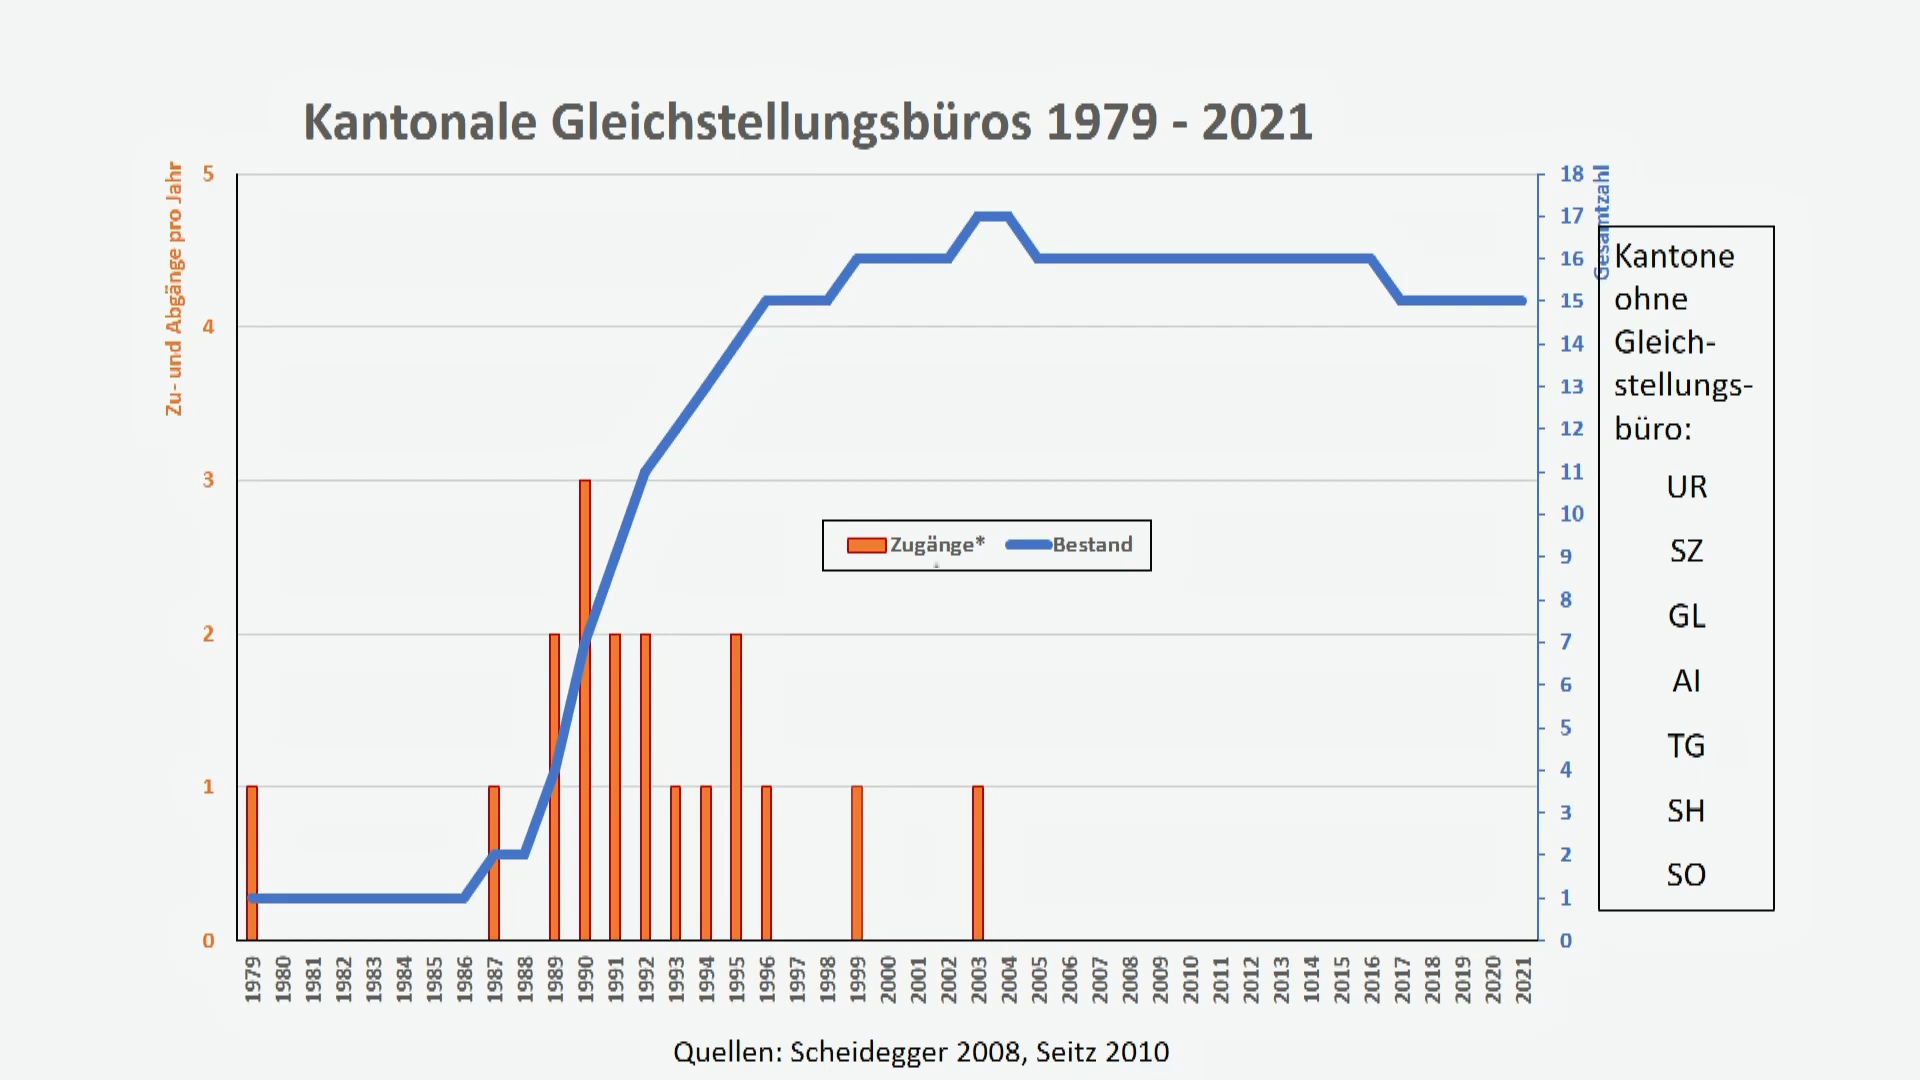 Kantonale Gleichstellungsbüros 1979 - 2021
Zu- und Abgänge pro Jahr
5
4
3
2
1
0
Gesamtzahl
18
17
16
15
14
13
12
11
10
9
8
7
6
5
4
3
2
1
0
Zugänge* Bestand
1979 1980 1981 1982 1983 1984 1985 1986 1987 1988 1989 1990 1991 1992 1993 1994 1995 1996 1997 1998 1999 2000 2001 2002 2003 2004 2005 2006 2007 2008 2009 2010 2011 2012 2013 1014 2015 2016 2017 2018 2019 2020 2021
Kantone
ohne
Gleich-
stellungs-
büro:
UR
SZ
GL
AI
TG
SH
SO
Quellen: Scheidegger 2008, Seitz 2010